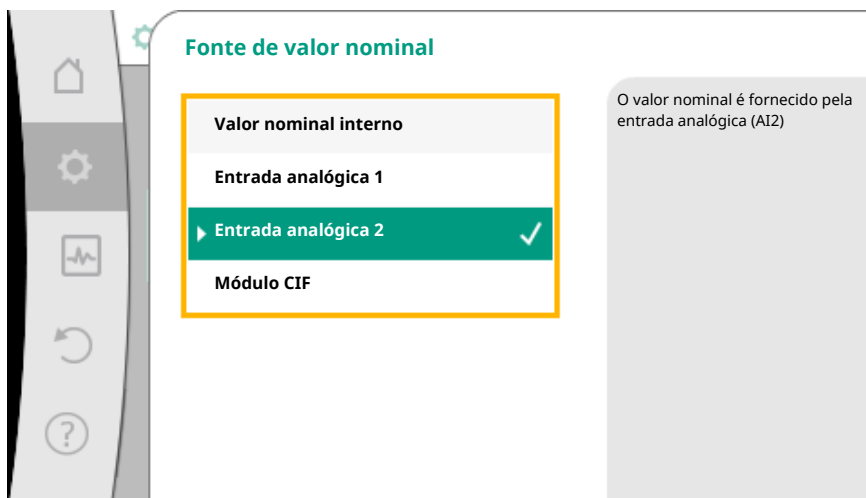 Fonte de valor nominal
Valor nominal interno
Entrada analógica 1
Entrada analógica 2
Módulo CIF
O valor nominal é fornecido pela
entrada analógica (AI2)
?